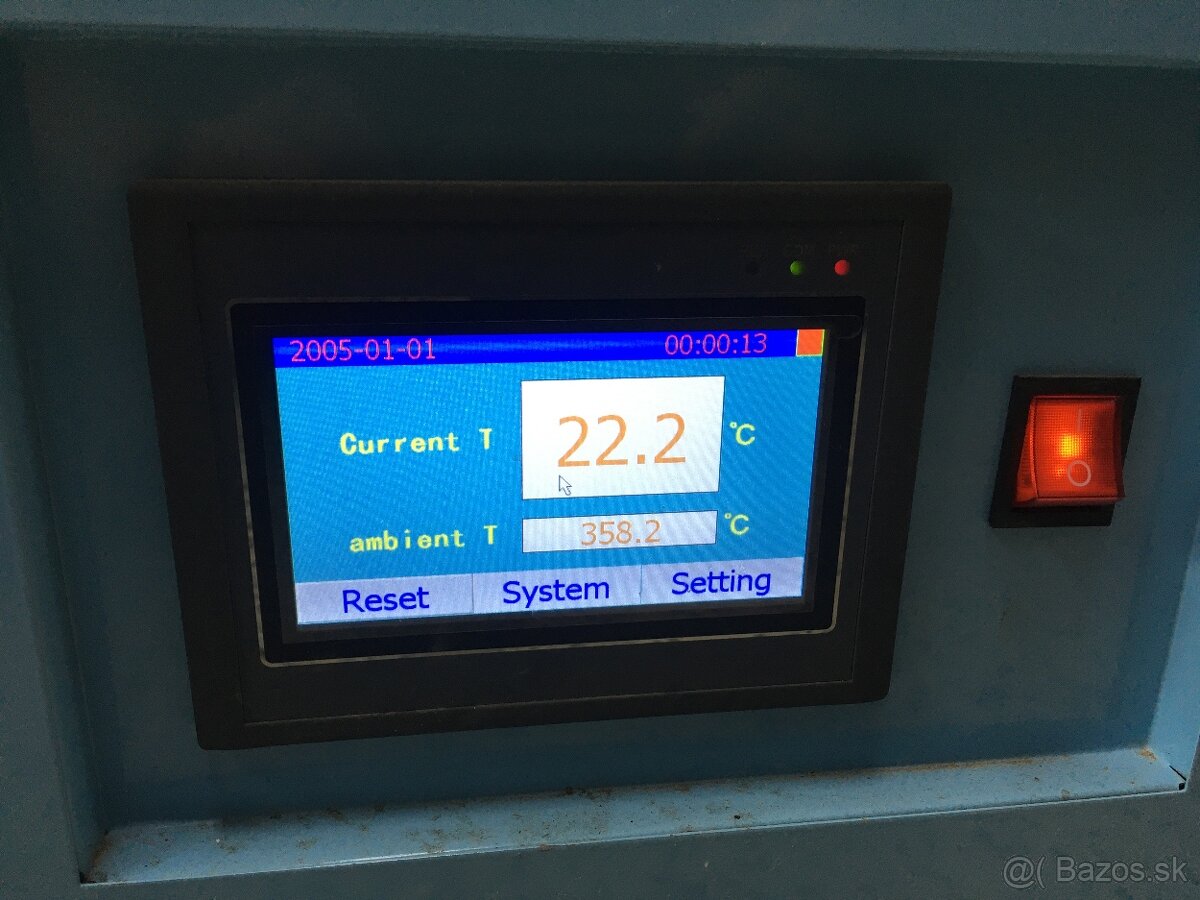 2005-01-01 00:00:13
Current T 22.2 °C
ambient T 358.2 °C
Reset System Setting
@( Bazos.sk